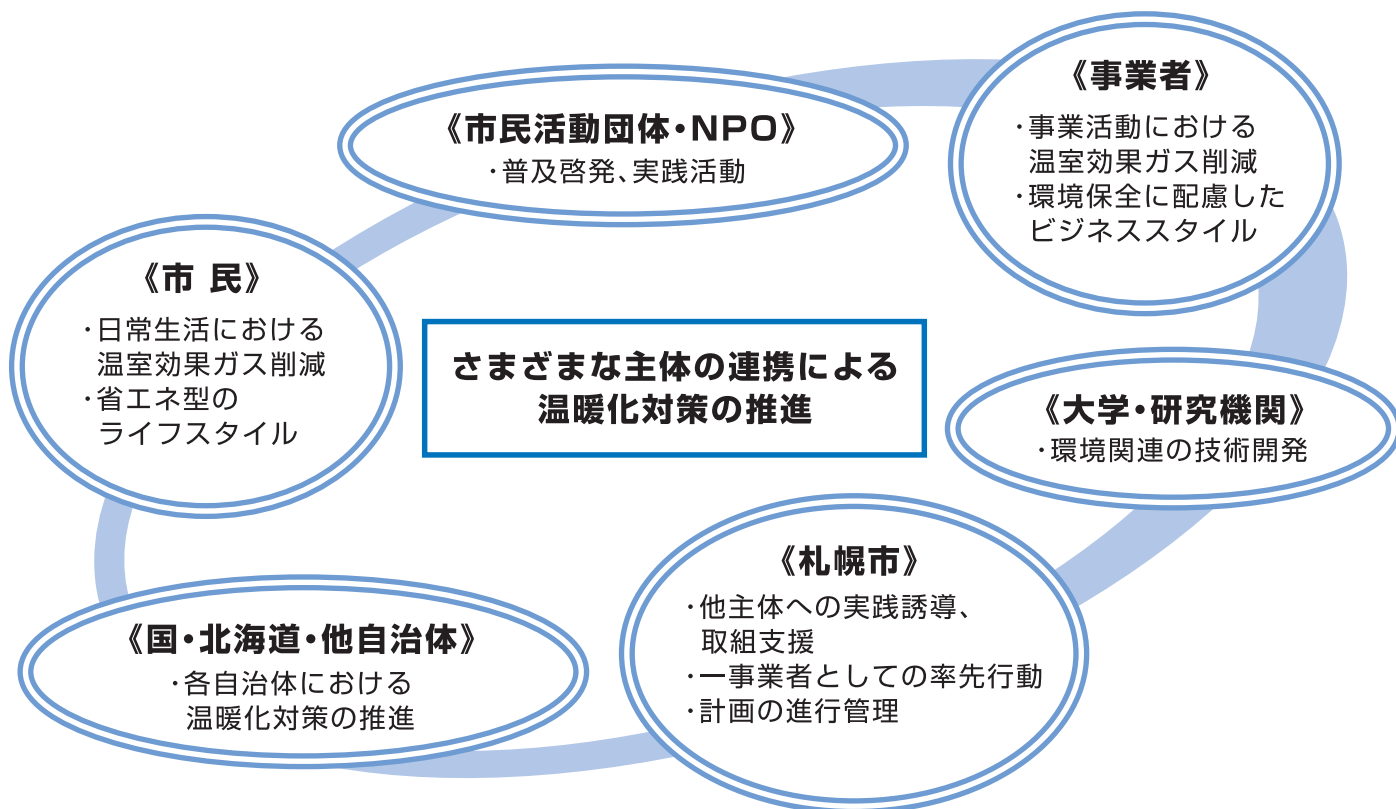 《市民活動団体・NPO》
・普及啓発、実践活動
《事業者》
・事業活動における
温室効果ガス削減
・環境保全に配慮した
ビジネススタイル
《市 民》
・日常生活における
温室効果ガス削減
・省エネ型の
ライフスタイル
さまざまな主体の連携による
温暖化対策の推進
《大学・研究機関》
・環境関連の技術開発
《札幌市》
・他主体への実践誘導、
取組支援
・一事業者としての率先行動
・計画の進行管理
《国・北海道・他自治体》
・各自治体における
温暖化対策の推進